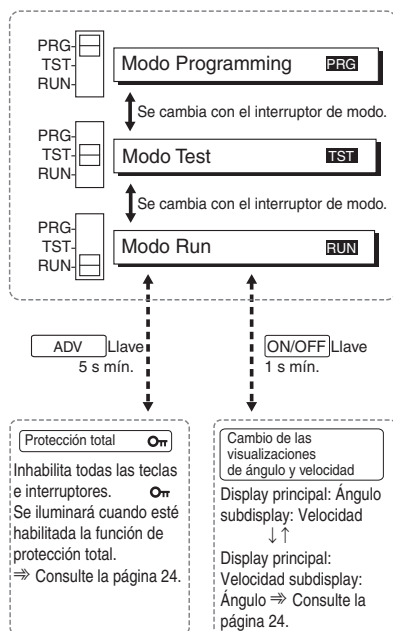 PRG
TST
RUN
Modo Programming PRG
Se cambia con el interruptor de modo.
PRG
TST
RUN
Modo Test TST
Se cambia con el interruptor de modo.
PRG
TST
RUN
Modo Run RUN
ADV Llave
5 s mín.
ON/OFF Llave
1 s mín.
Protección total
Inhabilita todas las teclas
e interruptores.
Se iluminará cuando esté
habilitada la función de
protección total.
⇒ Consulte la página 24.
Cambio de las
visualizaciones
de ángulo y velocidad
Display principal: Ángulo
subdisplay: Velocidad
↓↑
Display principal:
Velocidad subdisplay:
Ángulo ⇒ Consulte la
página 24.